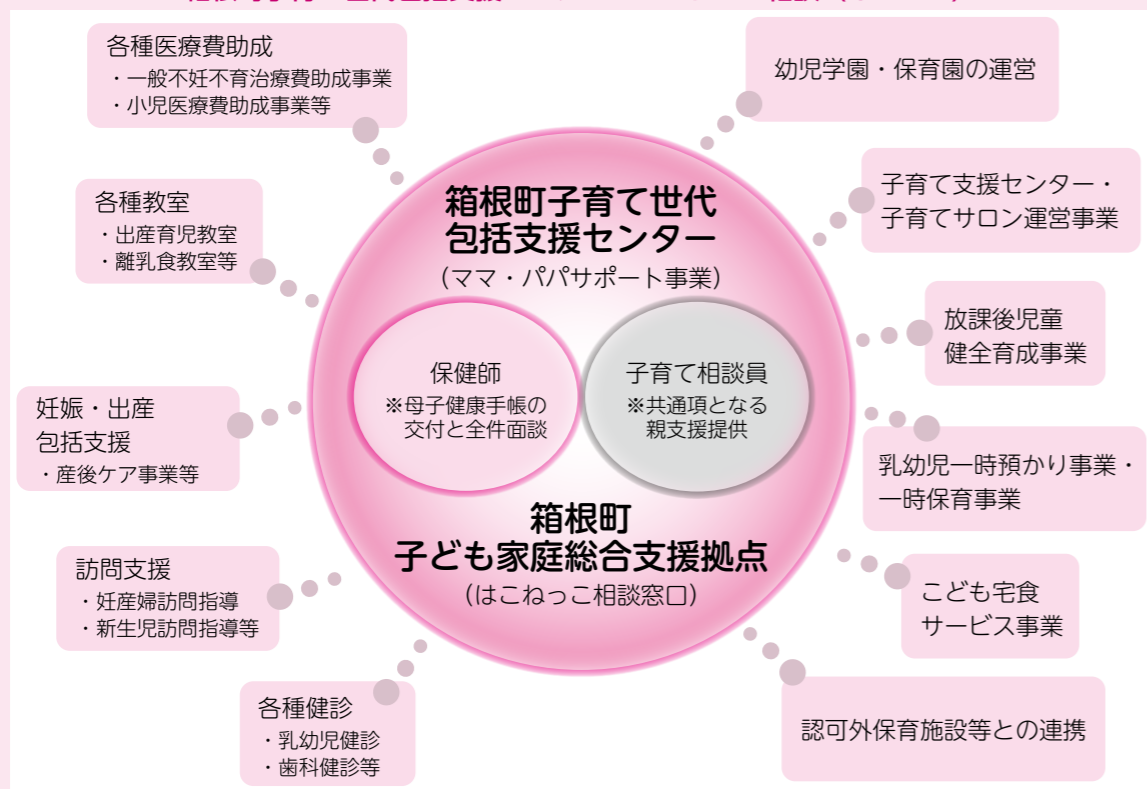 各種医療費助成
・一般不妊不育治療費助成事業
・小児医療費助成事業等
各種教室
・出産育児教室
・離乳食教室等
妊娠・出産
包括支援
・産後ケア事業等
訪問支援
・妊産婦訪問指導
・新生児訪問指導等
各種健診
・乳幼児健診
・歯科健診等
箱根町子育て世代
包括支援センター
(ママ・パパサポート事業)
保健師
※母子健康手帳の
交付と全件面談
子育て相談員
※共通項となる
親支援提供
箱根町
子ども家庭総合支援拠点
(はこねっこ相談窓口)
幼児学園・保育園の運営
子育て支援センター・
子育てサロン運営事業
放課後児童
健全育成事業
乳幼児一時預かり事業・
一時保育事業
こども宅食
サービス事業
認可外保育施設等との連携